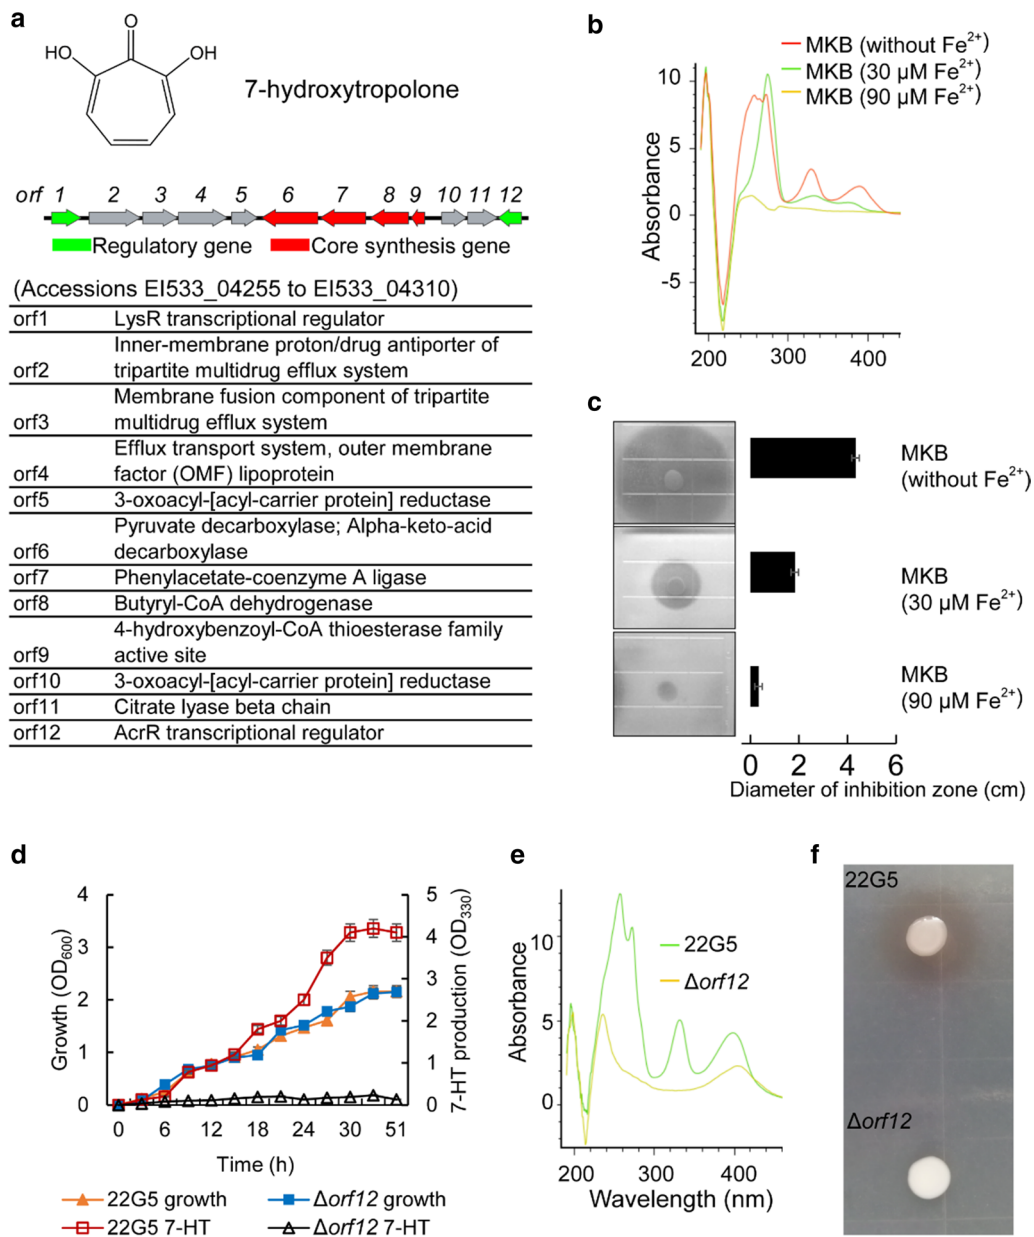 a
O
HO
OH
7-hydroxytropolone
orf 1 2 3 4 5 6 7 8 9 10 11 12
Regulatory gene Core synthesis gene
(Accessions EI533_04255 to EI533_04310)
orf1 LysR transcriptional regulator
Inner-membrane proton/drug antiporter of
orf2 tripartite multidrug efflux system
Membrane fusion component of tripartite
orf3 multidrug efflux system
Efflux transport system, outer membrane
orf4 factor (OMF) lipoprotein
orf5 3-oxoacyl-[acyl-carrier protein] reductase
Pyruvate decarboxylase; Alpha-keto-acid
orf6 decarboxylase
orf7 Phenylacetate-coenzyme A ligase
orf8 Butyryl-CoA dehydrogenase
4-hydroxybenzoyl-CoA thioesterase family
orf9 active site
orf10 3-oxoacyl-[acyl-carrier protein] reductase
orf11 Citrate lyase beta chain
orf12 AcrR transcriptional regulator
b
MKB (without Fe²⁺)
MKB (30 µM Fe²⁺)
MKB (90 µM Fe²⁺)
Absorbance
10
5
0
-5
200 300 400
c
MKB
(without Fe²⁺)
MKB
(30 µM Fe²⁺)
MKB
(90 µM Fe²⁺)
0 2 4 6
Diameter of inhibition zone (cm)
d
Growth (OD₆₀₀)
4
3
2
1
0
7-HT production (OD₃₃₀)
5
4
3
2
1
0
0 6 12 18 24 30 51
Time (h)
22G5 growth Δorf12 growth
22G5 7-HT Δorf12 7-HT
e
22G5
Δorf12
Absorbance
10
5
0
200 300 400
Wavelength (nm)
f
22G5
Δorf12